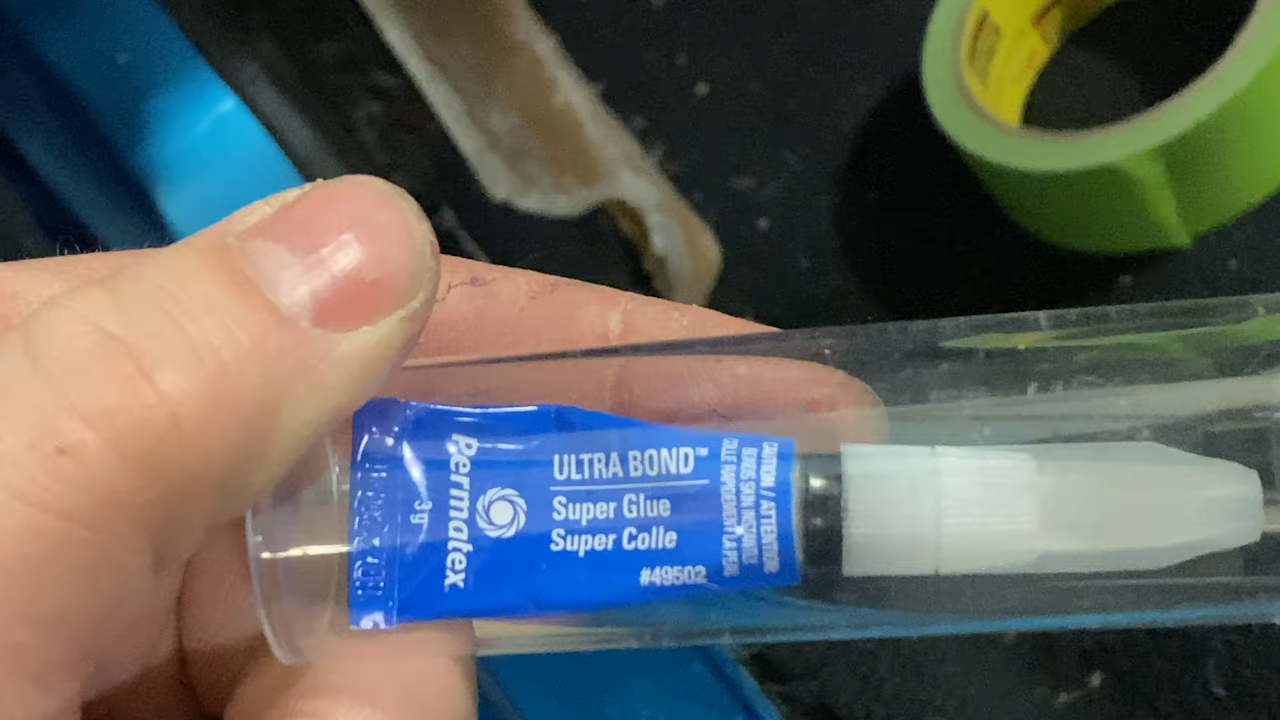 Permatex
3g
ULTRA BOND™
Super Glue
Super Colle
#49502
CAUTION / ATTENTION:
BONDS SKIN INSTANTLY
COLLE RAPIDEMENT LA PEAU